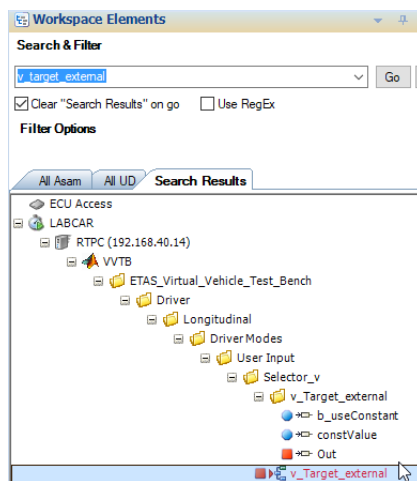 Workspace Elements
Search & Filter
v_target_external
Go
Clear "Search Results" on go
Use RegEx
Filter Options
All Asam
All UD
Search Results
ECU Access
LABCAR
RTPC (192.168.40.14)
VVTB
ETAS_Virtual_Vehicle_Test_Bench
Driver
Longitudinal
Driver Modes
User Input
Selector_v
v_Target_external
b_useConstant
constValue
Out
v_Target_external